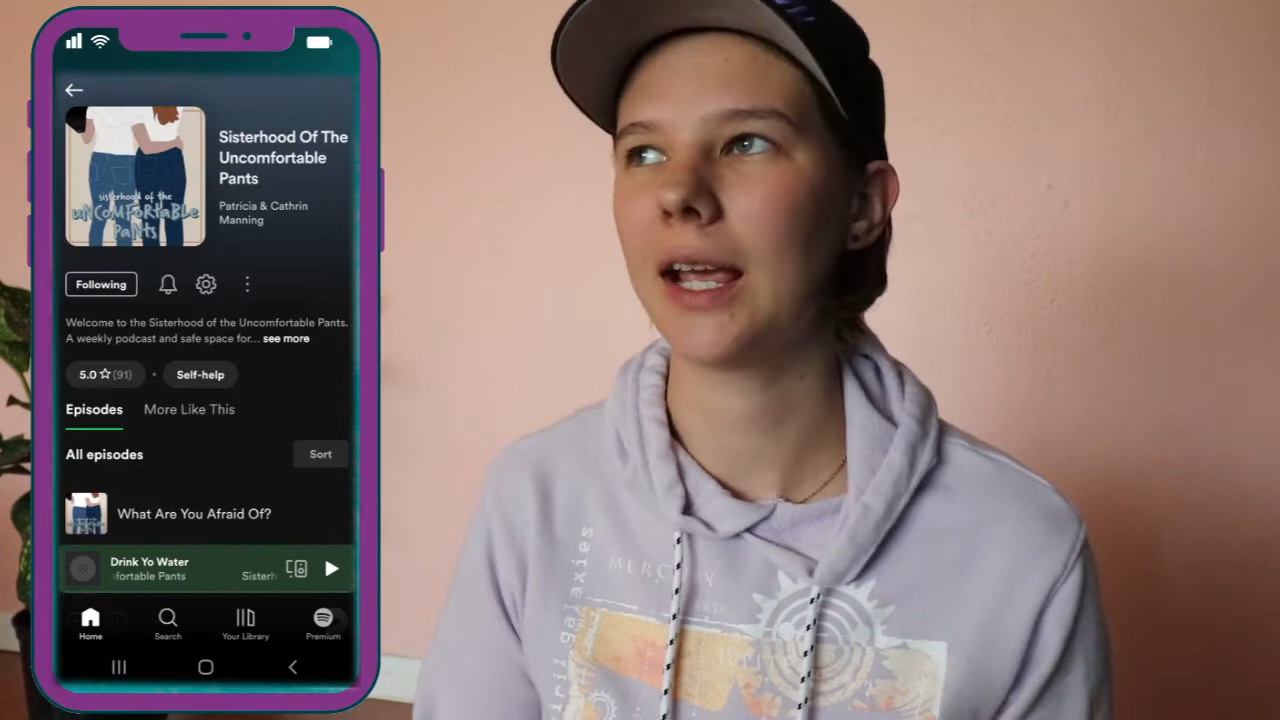 sisterhood of the
uNCoMFoRTaBLe
PaNTs
Sisterhood Of The
Uncomfortable
Pants
Patricia & Cathrin
Manning
Following
Welcome to the Sisterhood of the Uncomfortable Pants.
A weekly podcast and safe space for... see more
5.0 (91)
Self-help
Episodes More Like This
All episodes
Sort
What Are You Afraid Of?
Drink Yo Water
fortable Pants Sisterh
Home Search Your Library Premium
galaxies
MERCURY